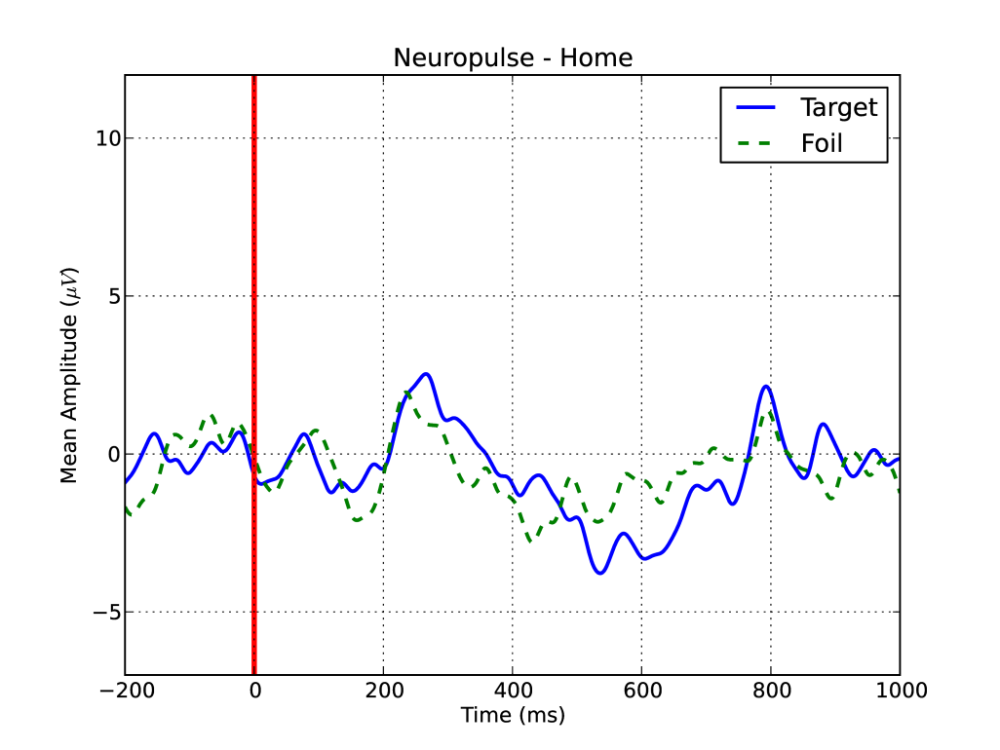 Neuropulse - Home
Target
Foil
Mean Amplitude (μV)
10
5
0
−5
−200 0 200 400 600 800 1000
Time (ms)